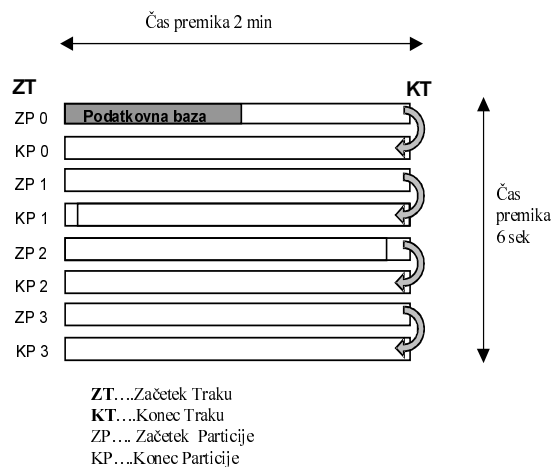 Čas premika 2 min
ZT
KT
ZP 0
Podatkovna baza
KP 0
ZP 1
KP 1
ZP 2
KP 2
ZP 3
KP 3
Čas
premika
6 sek
ZT….Začetek Traku
KT….Konec Traku
ZP…. Začetek Particije
KP….Konec Particije